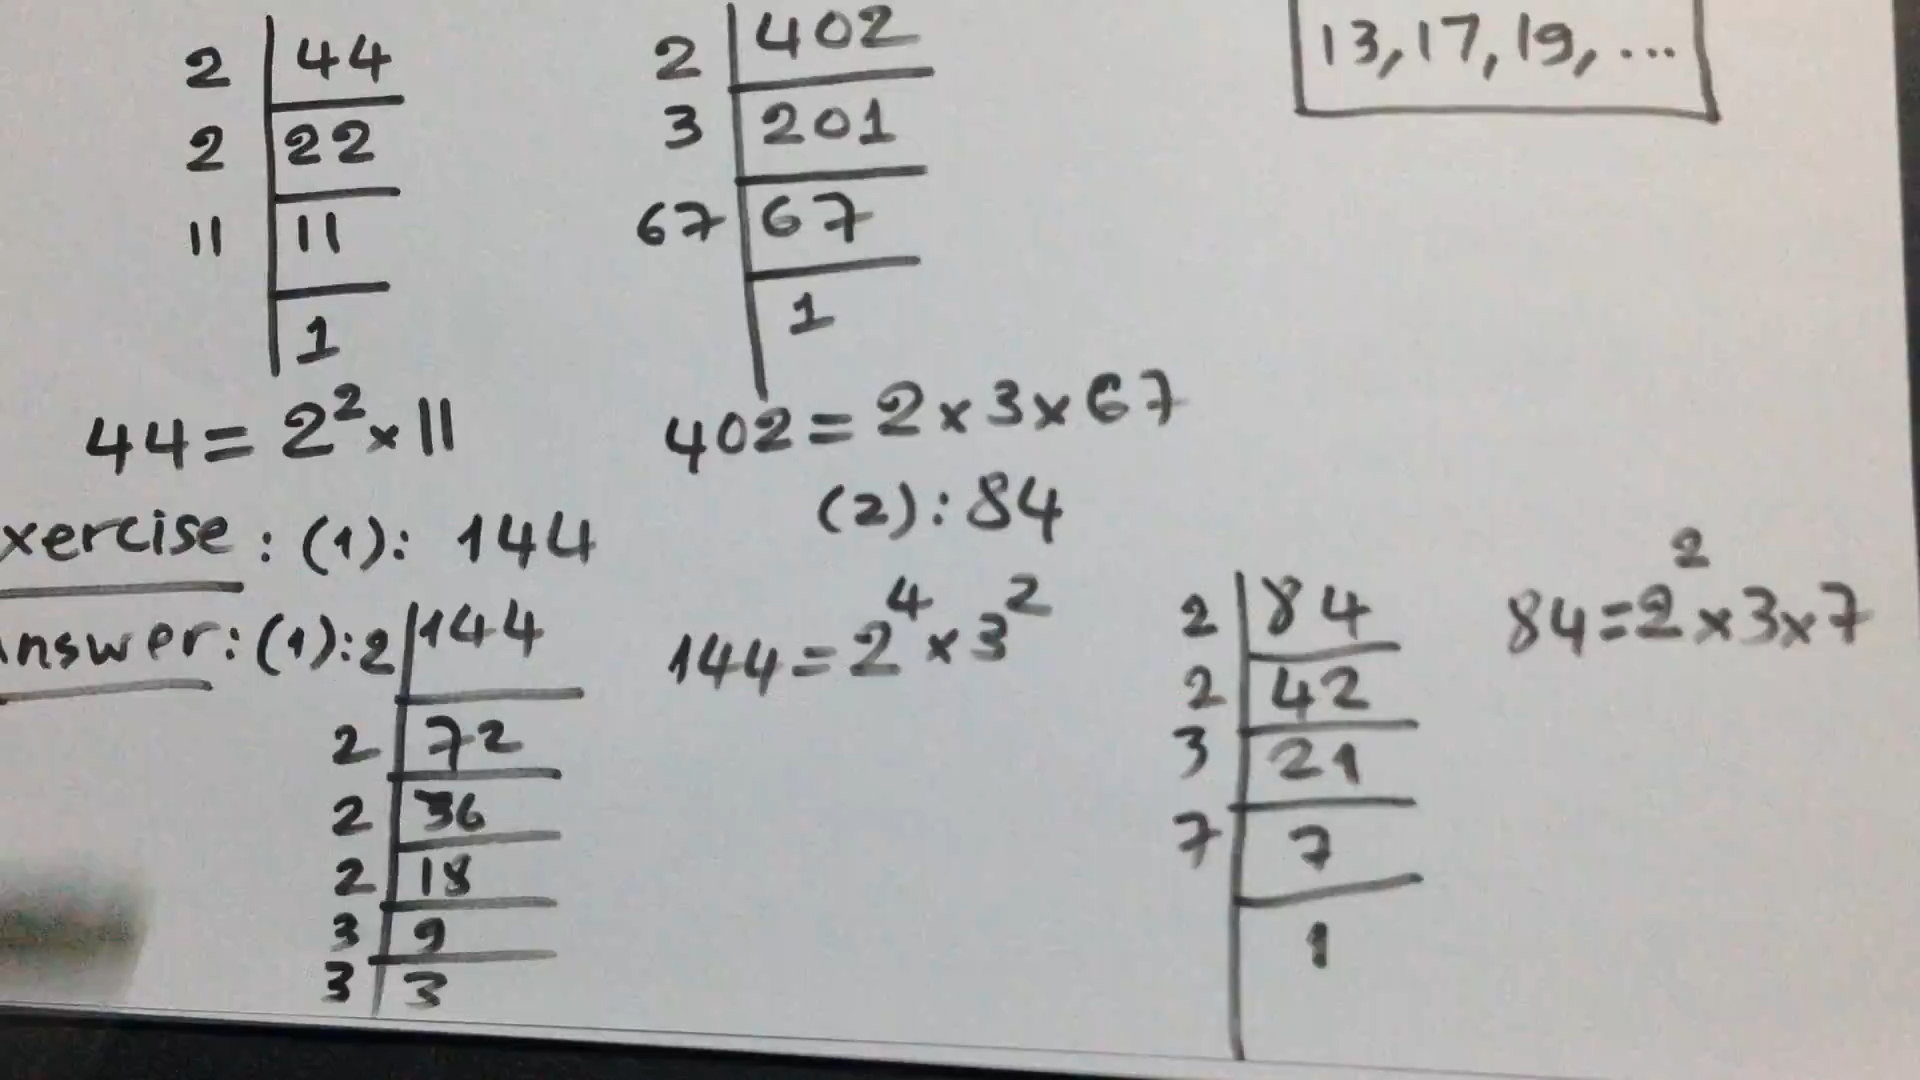 13, 17, 19, ...
2 | 44
2 | 22
11 | 11
1
44 = 2² × 11
2 | 402
3 | 201
67 | 67
1
402 = 2 × 3 × 67
xercise : (1): 144
(2): 84
nswer: (1): 2 | 144
2 | 72
2 | 36
2 | 18
3 | 9
3 | 3
144 = 2⁴ × 3²
2 | 84
2 | 42
3 | 21
7 | 7
1
84 = 2² × 3 × 7